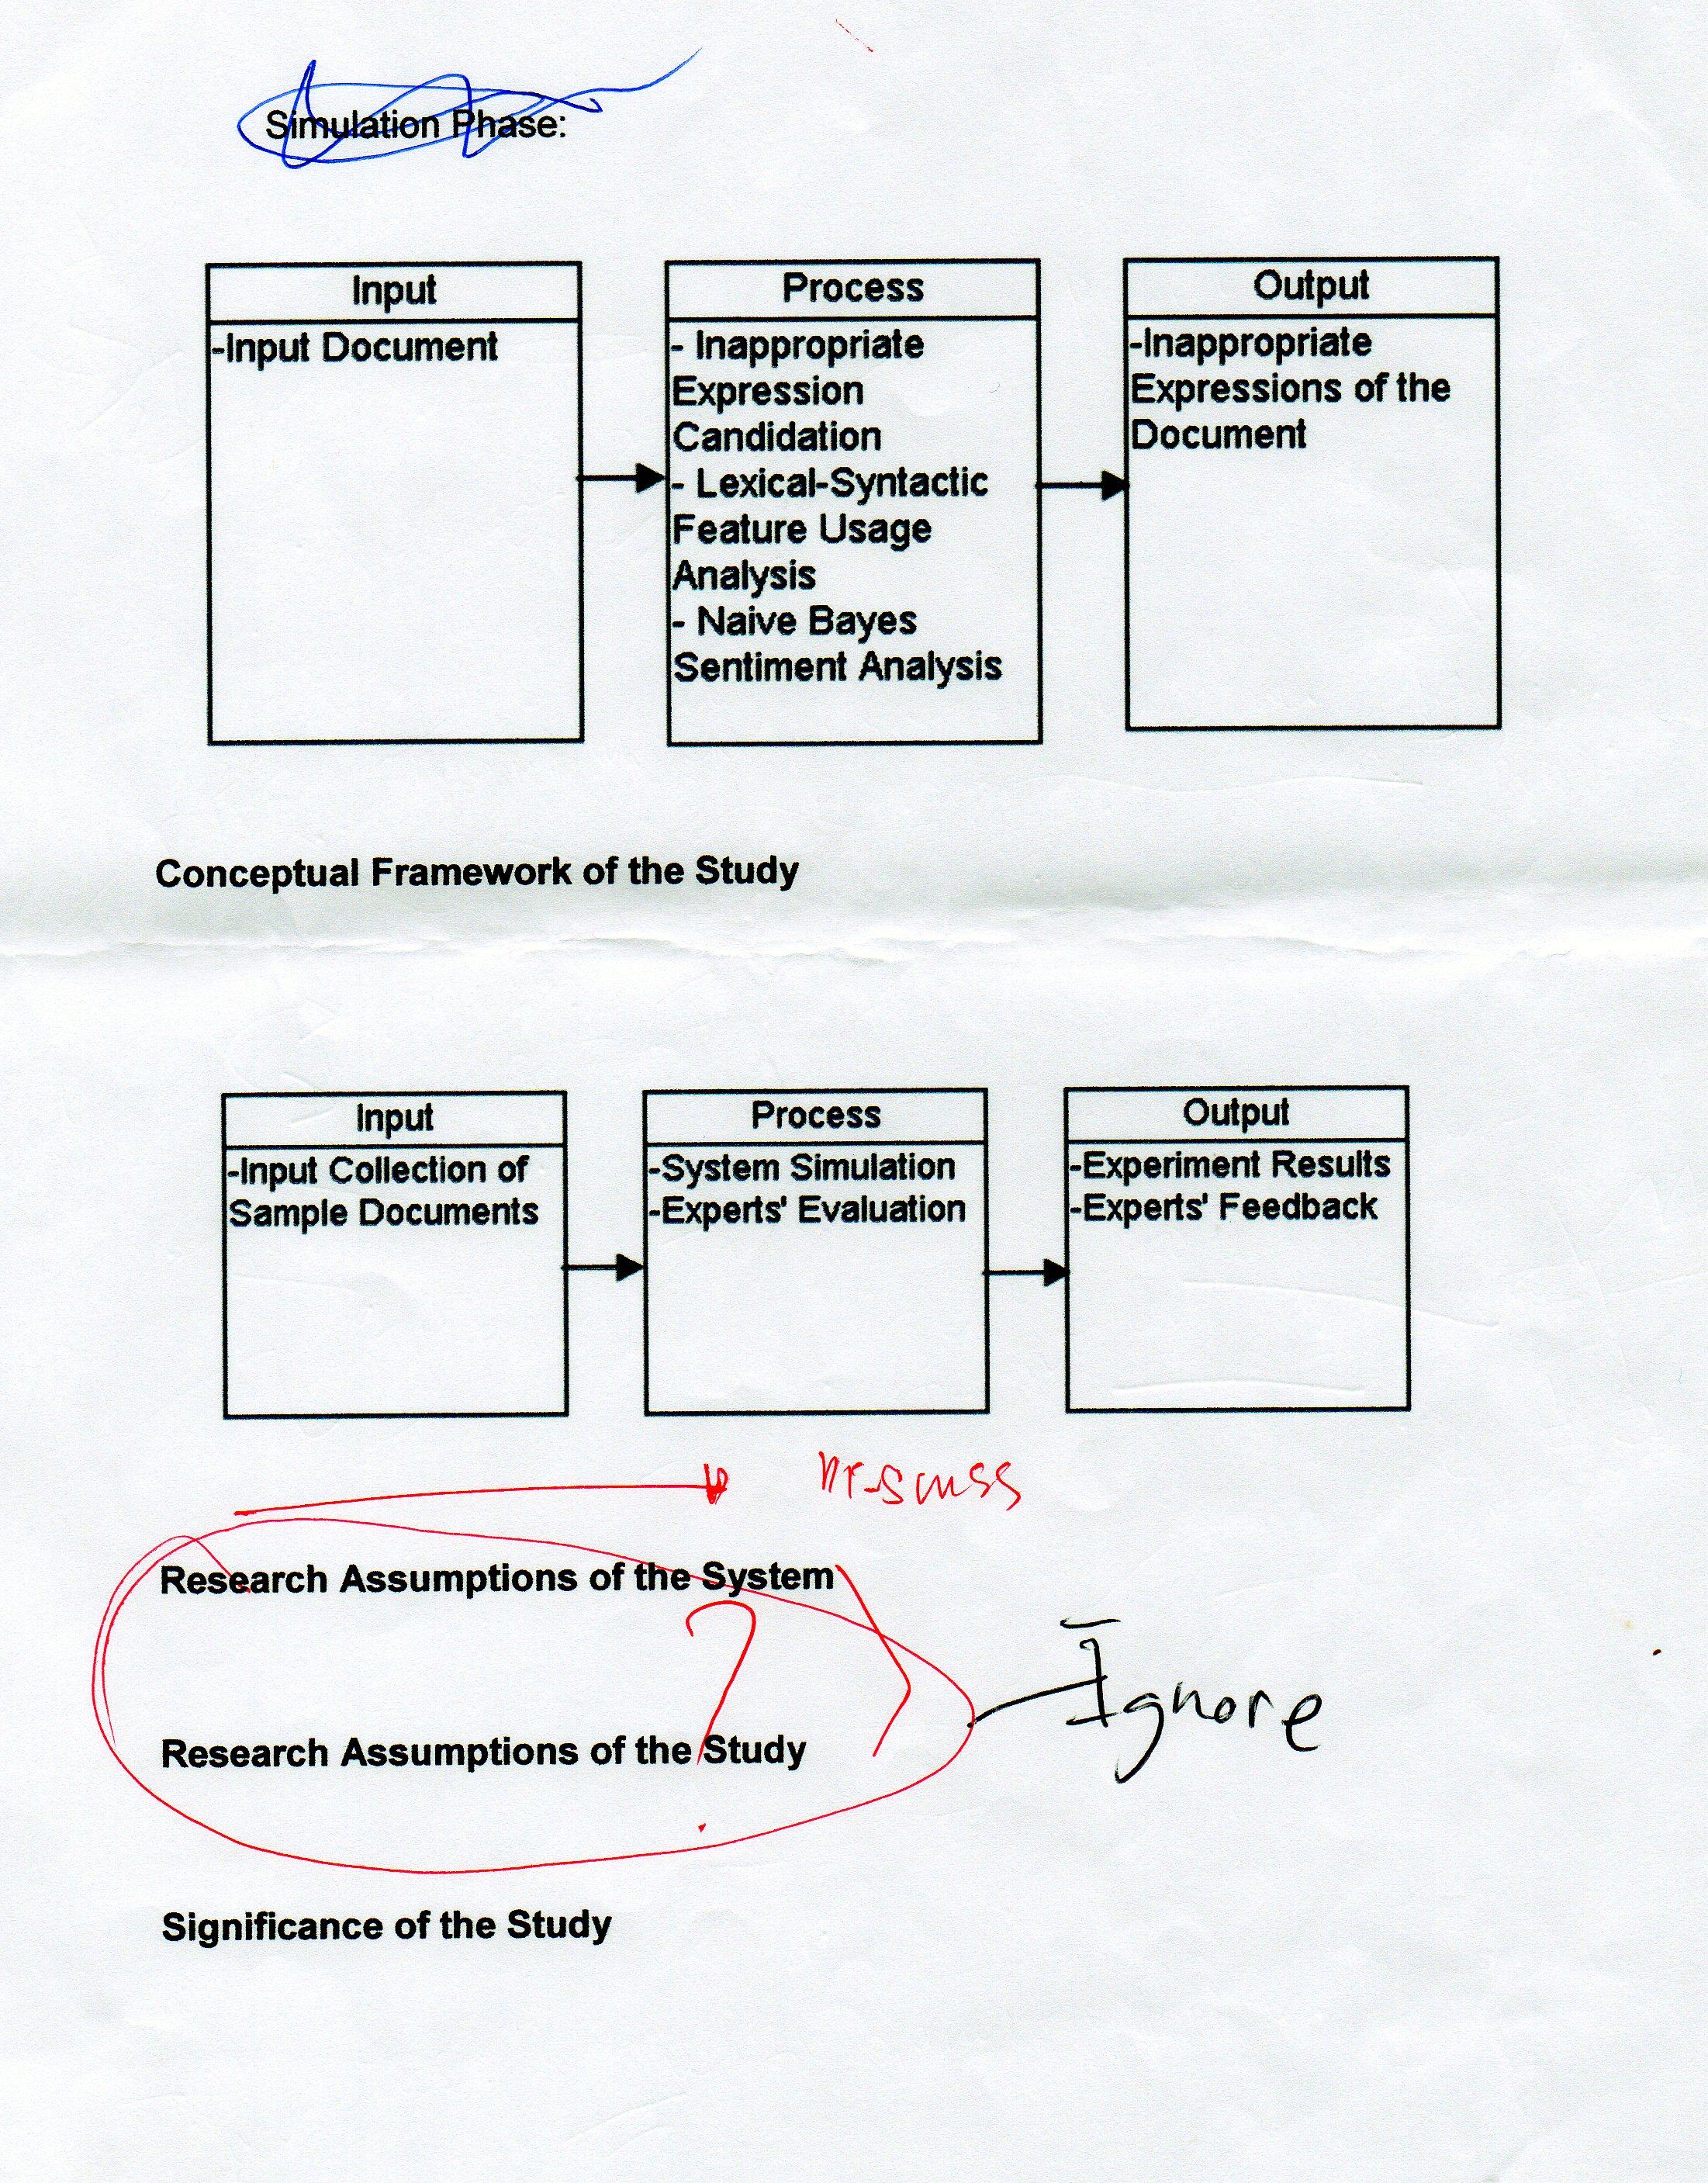 Simulation Phase:
Input
-Input Document
Process
- Inappropriate
Expression
Candidation
- Lexical-Syntactic
Feature Usage
Analysis
- Naive Bayes
Sentiment Analysis
Output
-Inappropriate
Expressions of the
Document
Conceptual Framework of the Study
Input
-Input Collection of
Sample Documents
Process
-System Simulation
-Experts' Evaluation
Output
-Experiment Results
-Experts' Feedback
Research Assumptions of the System
?
Ignore
Research Assumptions of the Study
Significance of the Study